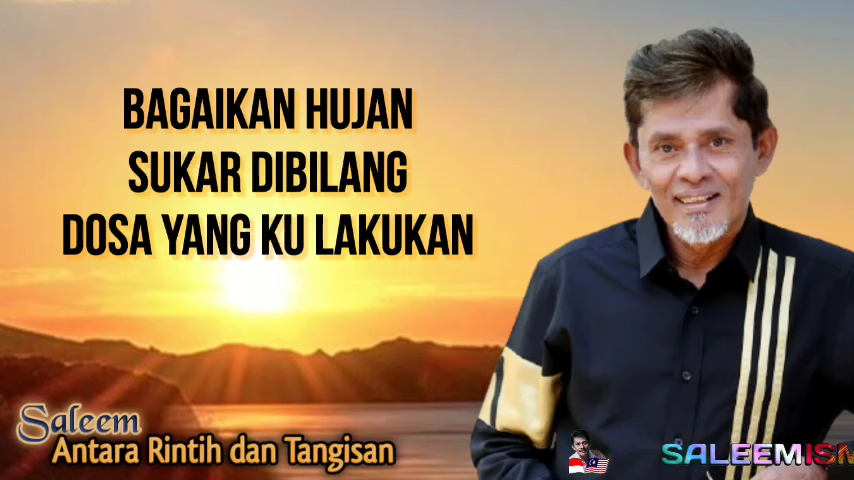 BAGAIKAN HUJAN
SUKAR DIBILANG
DOSA YANG KU LAKUKAN
Saleem
Antara Rintih dan Tangisan
SALEEMISM